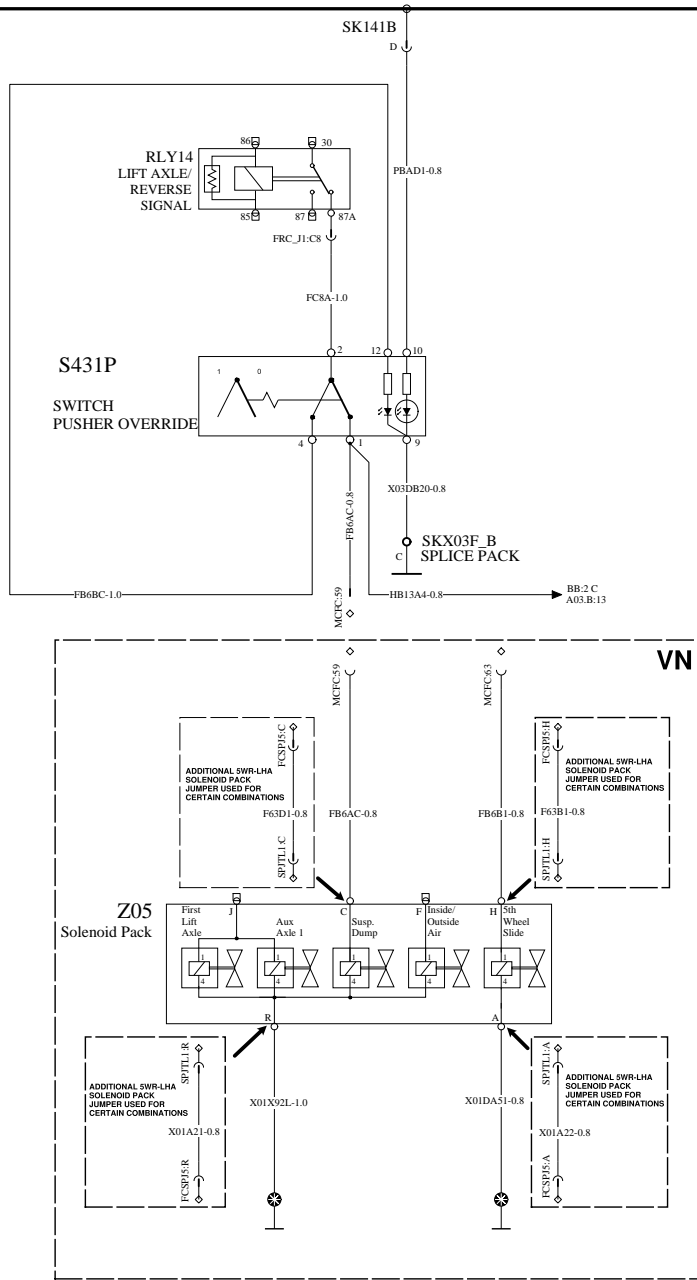 SK141B
D
86
30
RLY14
LIFT AXLE/
REVERSE
SIGNAL
PBAD1-0.8
85
87
87A
FRC_J1:C8
FC8A-1.0
2
12
10
S431P
1
0
SWITCH
PUSHER OVERRIDE
4
1
9
X03DB20-0.8
FB6AC-0.8
SKX03F_B
SPLICE PACK
C
FB6BC-1.0
HB13A4-0.8
BB:2 C
A03.B:13
MCFC:59
VN
MCFC:59
MCFC:63
FCSPJ5:C
ADDITIONAL 5WR-LHA
SOLENOID PACK
JUMPER USED FOR
CERTAIN COMBINATIONS
F63D1-0.8
SPJTL1:C
FB6AC-0.8
FB6B1-0.8
FCSPJ5:H
ADDITIONAL 5WR-LHA
SOLENOID PACK
JUMPER USED FOR
CERTAIN COMBINATIONS
F63B1-0.8
SPJTL1:H
Z05
Solenoid Pack
First
Lift
Axle
J
Aux
Axle 1
C
Susp.
Dump
F
Inside/
Outside
Air
H
5th
Wheel
Slide
1
4
1
4
1
4
1
4
1
4
R
A
SPJTL1:R
ADDITIONAL 5WR-LHA
SOLENOID PACK
JUMPER USED FOR
CERTAIN COMBINATIONS
X01A21-0.8
FCSPJ5:R
X01X92L-1.0
X01DA51-0.8
SPJTL1:A
ADDITIONAL 5WR-LHA
SOLENOID PACK
JUMPER USED FOR
CERTAIN COMBINATIONS
X01A22-0.8
FCSPJ5:A